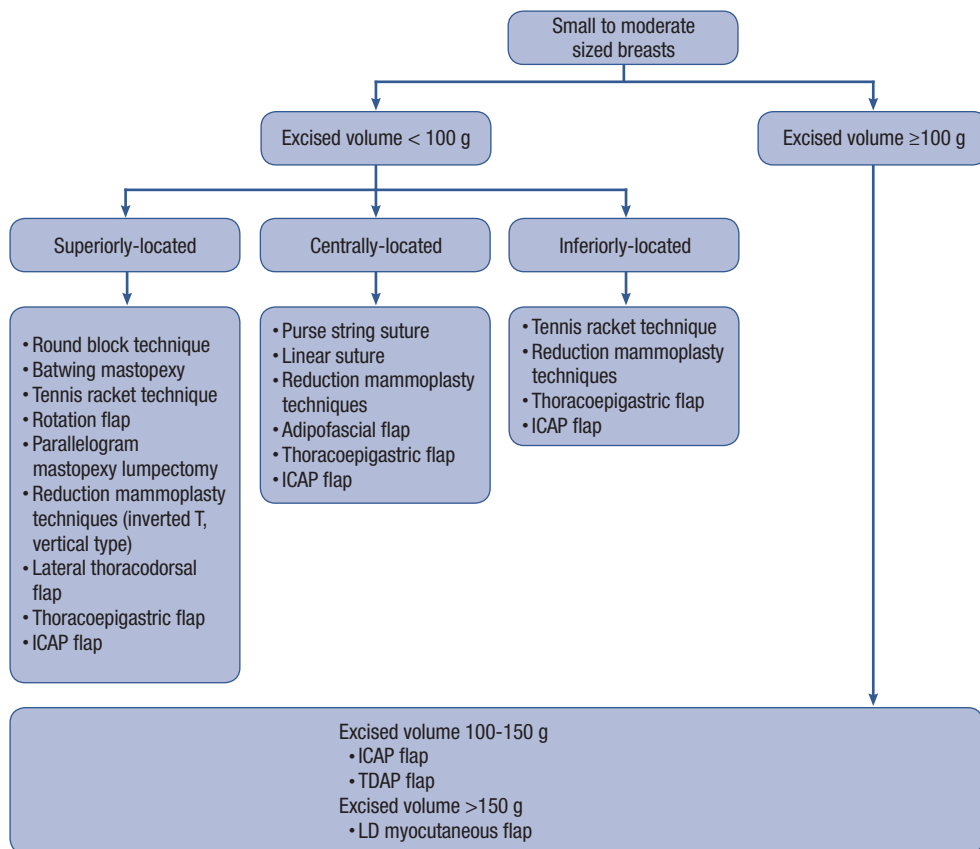 Small to moderate
sized breasts
Excised volume < 100 g
Excised volume ≥100 g
Superiorly-located
Centrally-located
Inferiorly-located
• Round block technique
• Batwing mastopexy
• Tennis racket technique
• Rotation flap
• Parallelogram
mastopexy lumpectomy
• Reduction mammoplasty
techniques (inverted T,
vertical type)
• Lateral thoracodorsal
flap
• Thoracoepigastric flap
• ICAP flap
• Purse string suture
• Linear suture
• Reduction mammoplasty
techniques
• Adipofascial flap
• Thoracoepigastric flap
• ICAP flap
• Tennis racket technique
• Reduction mammoplasty
techniques
• Thoracoepigastric flap
• ICAP flap
Excised volume 100-150 g
• ICAP flap
• TDAP flap
Excised volume >150 g
• LD myocutaneous flap